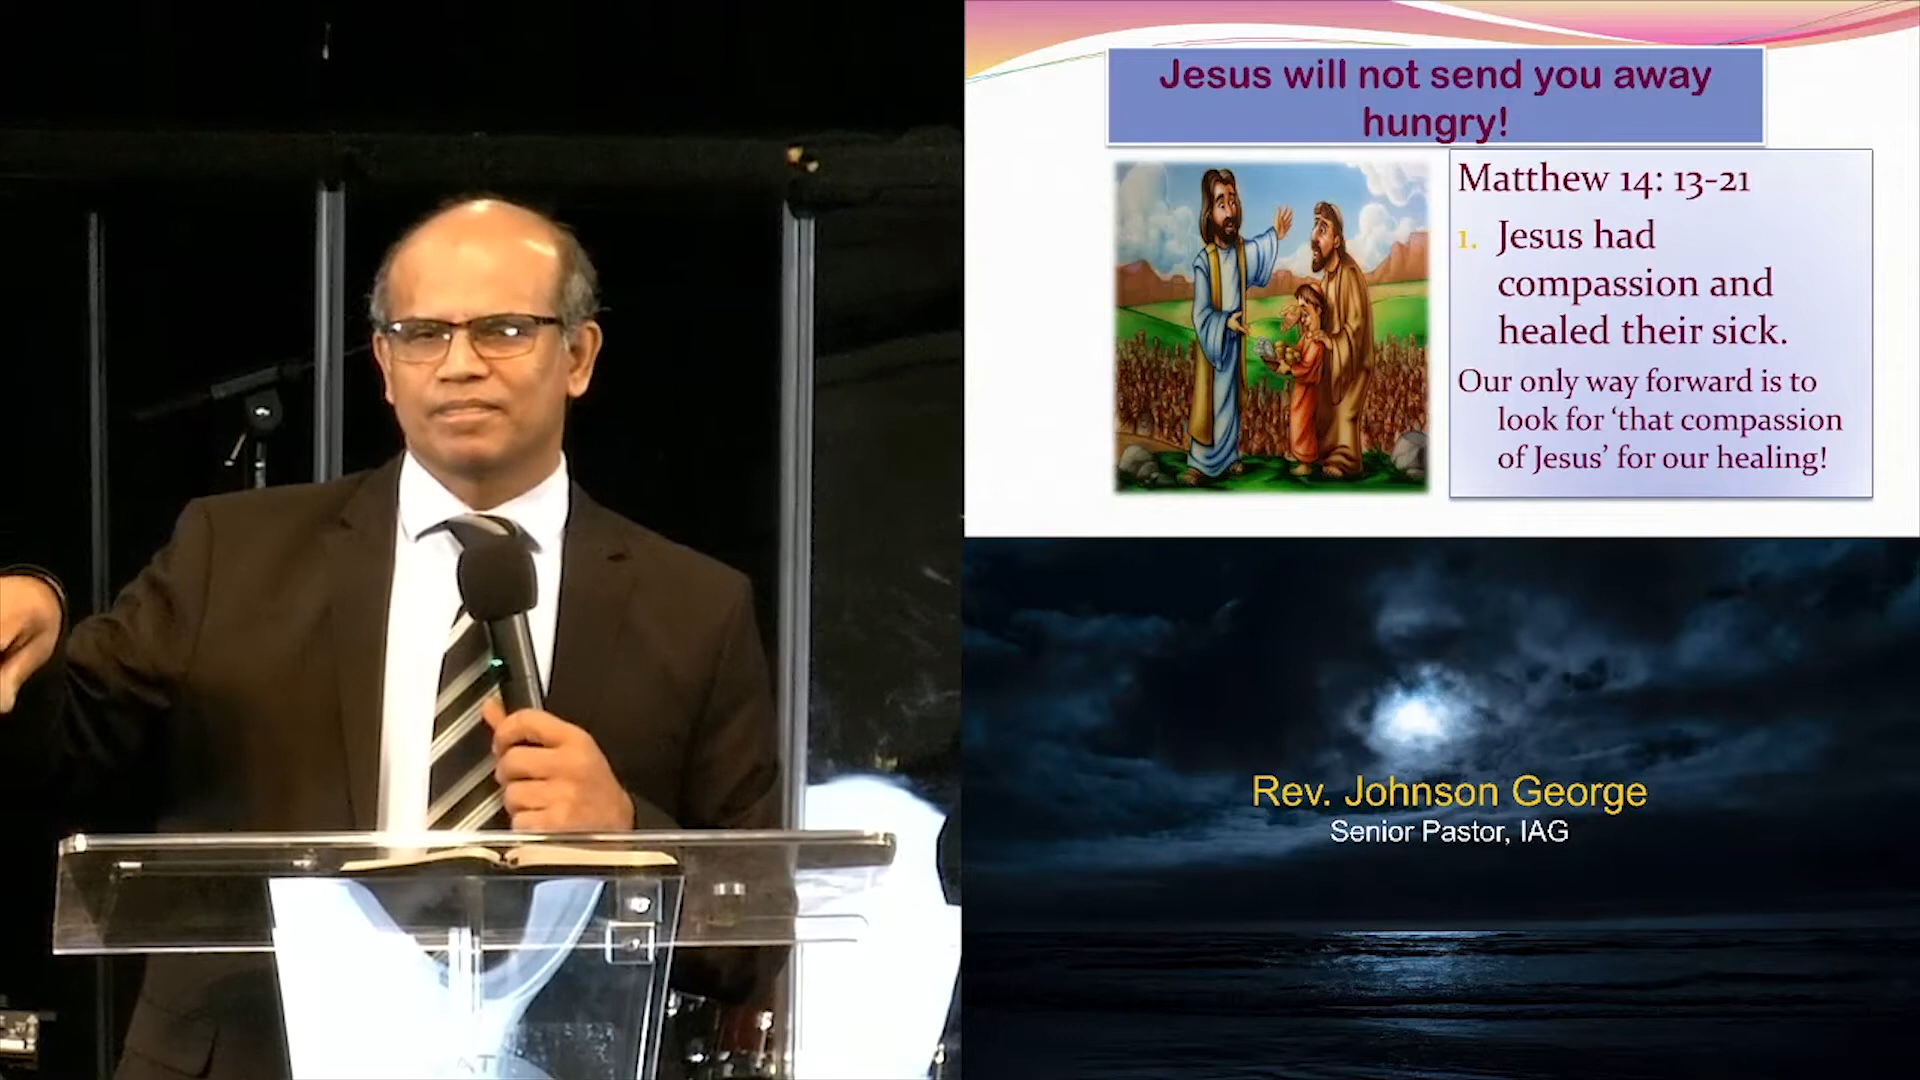 Jesus will not send you away
hungry!
Matthew 14: 13-21
1. Jesus had
compassion and
healed their sick.
Our only way forward is to
look for ‘that compassion
of Jesus’ for our healing!
Rev. Johnson George
Senior Pastor, IAG